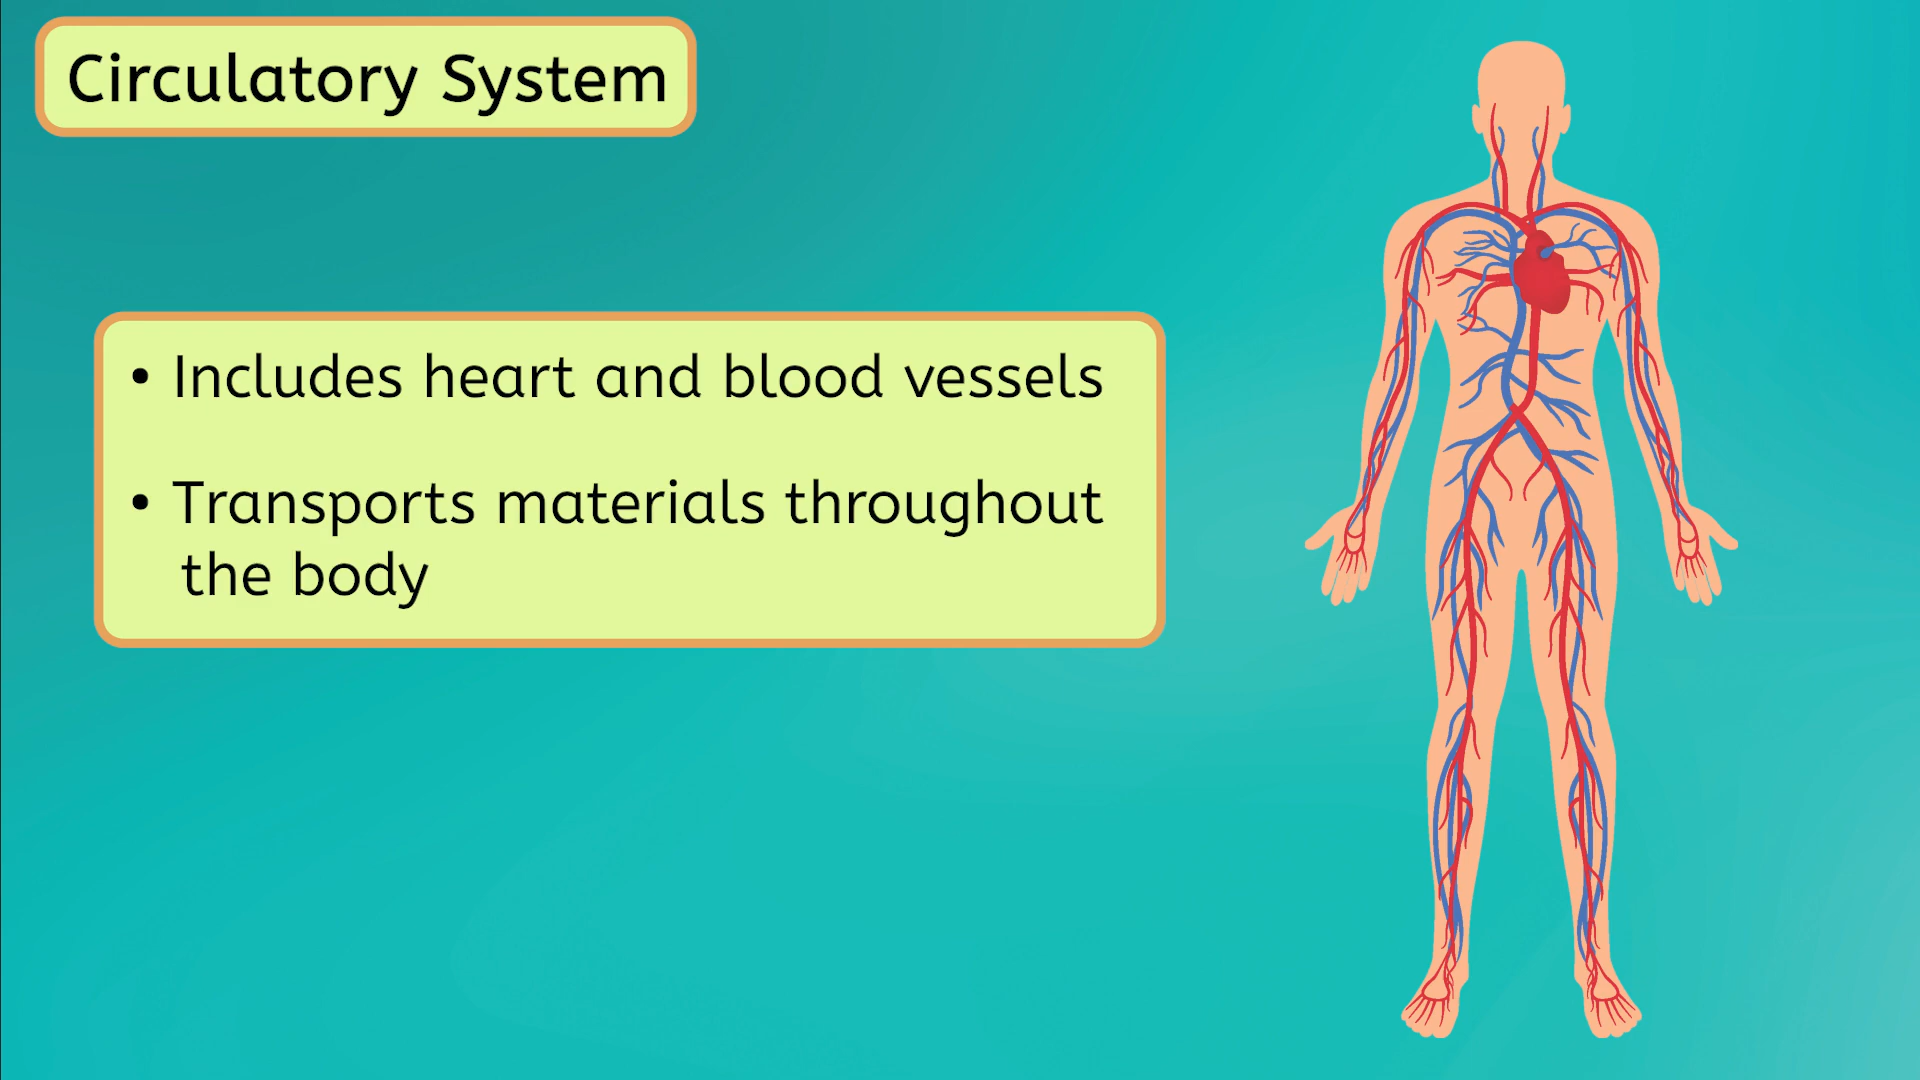 Circulatory System
• Includes heart and blood vessels
• Transports materials throughout
the body